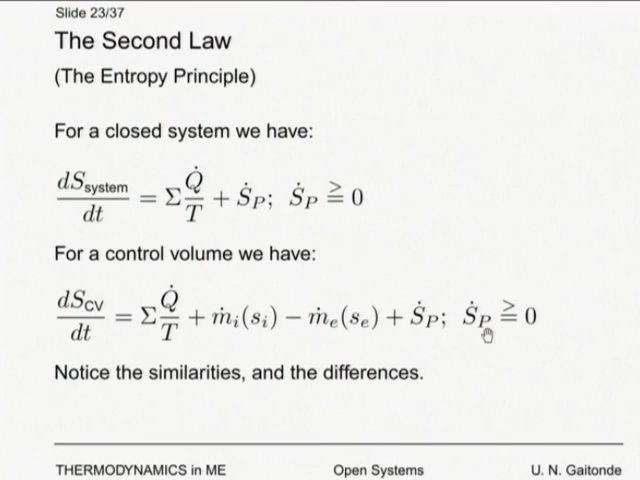 Slide 23/37
The Second Law
(The Entropy Principle)
For a closed system we have:
dS_system/dt = Σ Q̇/T + Ṡ_P; Ṡ_P ≧ 0
For a control volume we have:
dS_CV/dt = Σ Q̇/T + ṁ_i(s_i) − ṁ_e(s_e) + Ṡ_P; Ṡ_P ≧ 0
Notice the similarities, and the differences.
THERMODYNAMICS in ME Open Systems U. N. Gaitonde